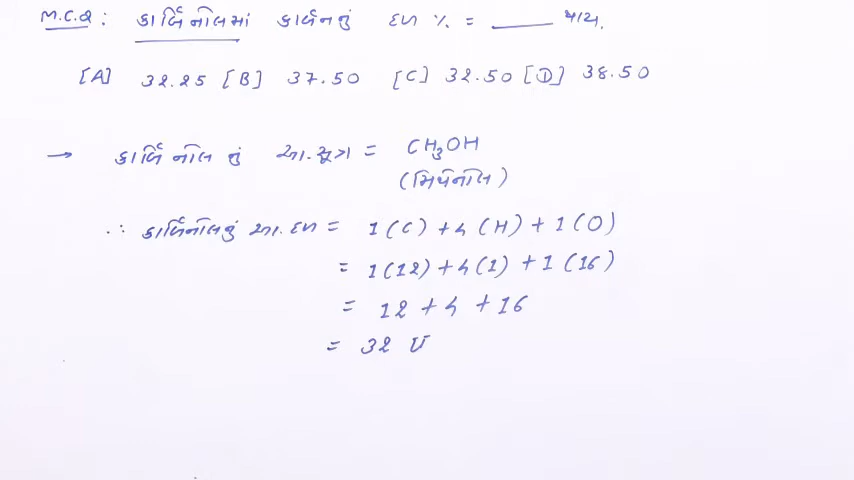 M.C.Q : કાર્બિનોલમાં કાર્બનનું દળ % = ____ થાય.
[A] 32.25 [B] 37.50 [C] 32.50 [D] 38.50
→ કાર્બિનોલ નું આ.સૂત્ર = CH3OH
(મિથેનોલ)
∴ કાર્બિનોલનું આ.દળ = 1(C) + 4(H) + 1(O)
= 1(12) + 4(1) + 1(16)
= 12 + 4 + 16
= 32 U